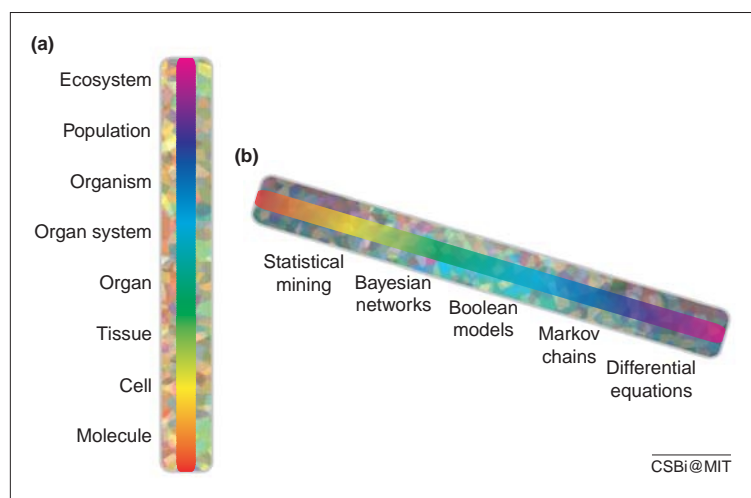 (a)
Ecosystem
Population
Organism
Organ system
Organ
Tissue
Cell
Molecule
(b)
Statistical
mining
Bayesian
networks
Boolean
models
Markov
chains
Differential
equations
CSBi@MIT